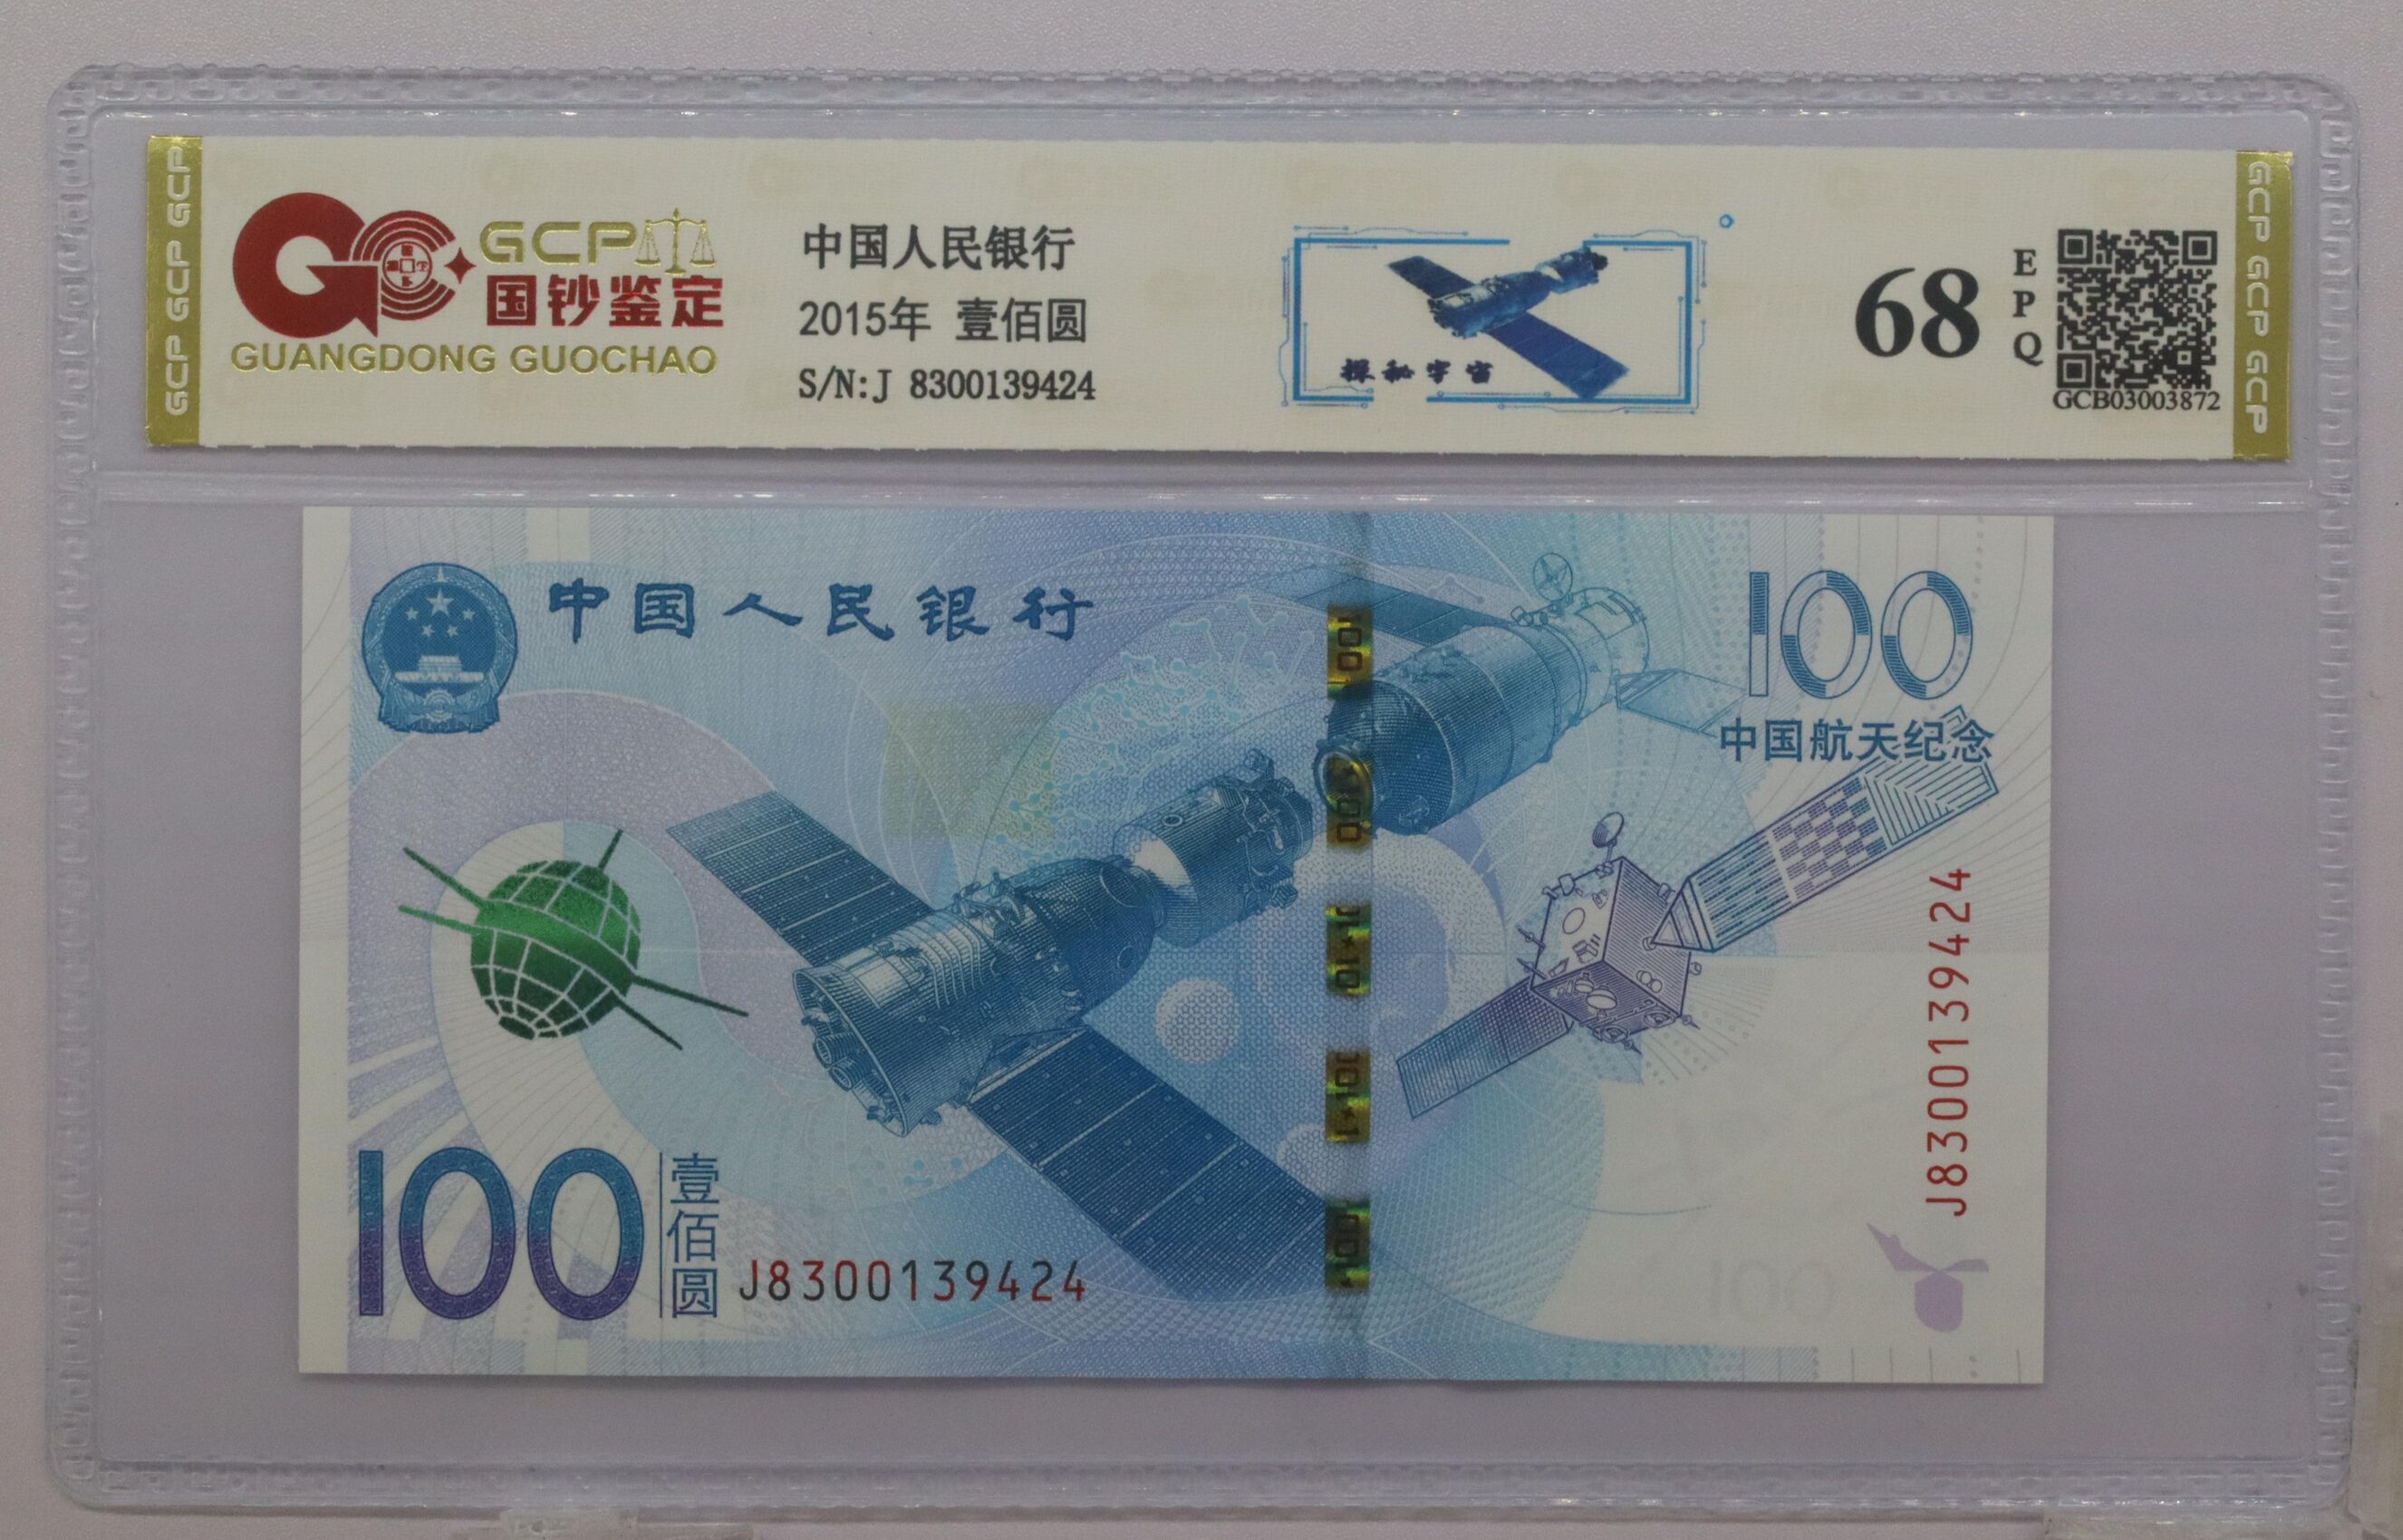 GCP GCP GCP
GCP
国钞鉴定
GUANGDONG GUOCHAO
中国人民银行
2015年 壹佰圆
S/N:J 8300139424
探秘宇宙
68
EPQ
GCB03003872
GCP GCP GCP
中国人民银行
100
中国航天纪念
J8300139424
100
壹佰圆
J8300139424
100